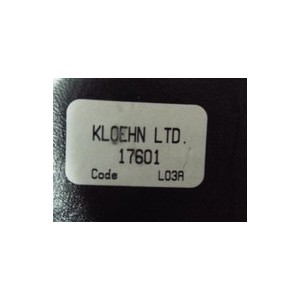 KLOEHN LTD.
17601
Code L03A